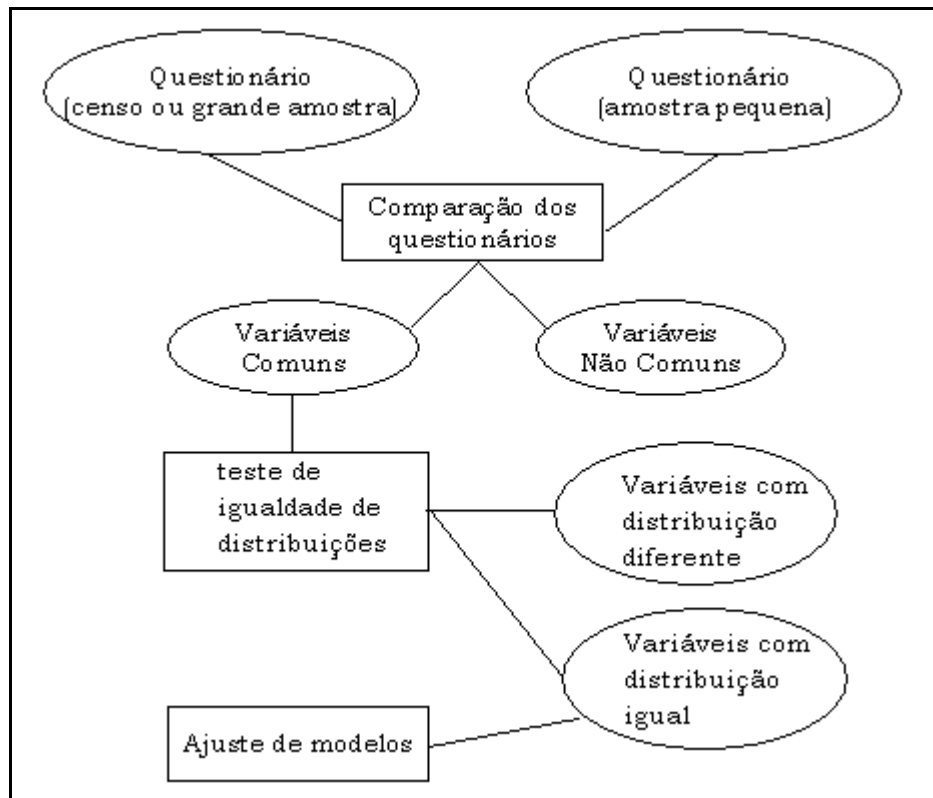 Questionário
(censo ou grande amostra)
Questionário
(amostra pequena)
Comparação dos
questionários
Variáveis
Comuns
Variáveis
Não Comuns
teste de
igualdade de
distribuições
Variáveis com
distribuição
diferente
Variáveis com
distribuição
igual
Ajuste de modelos